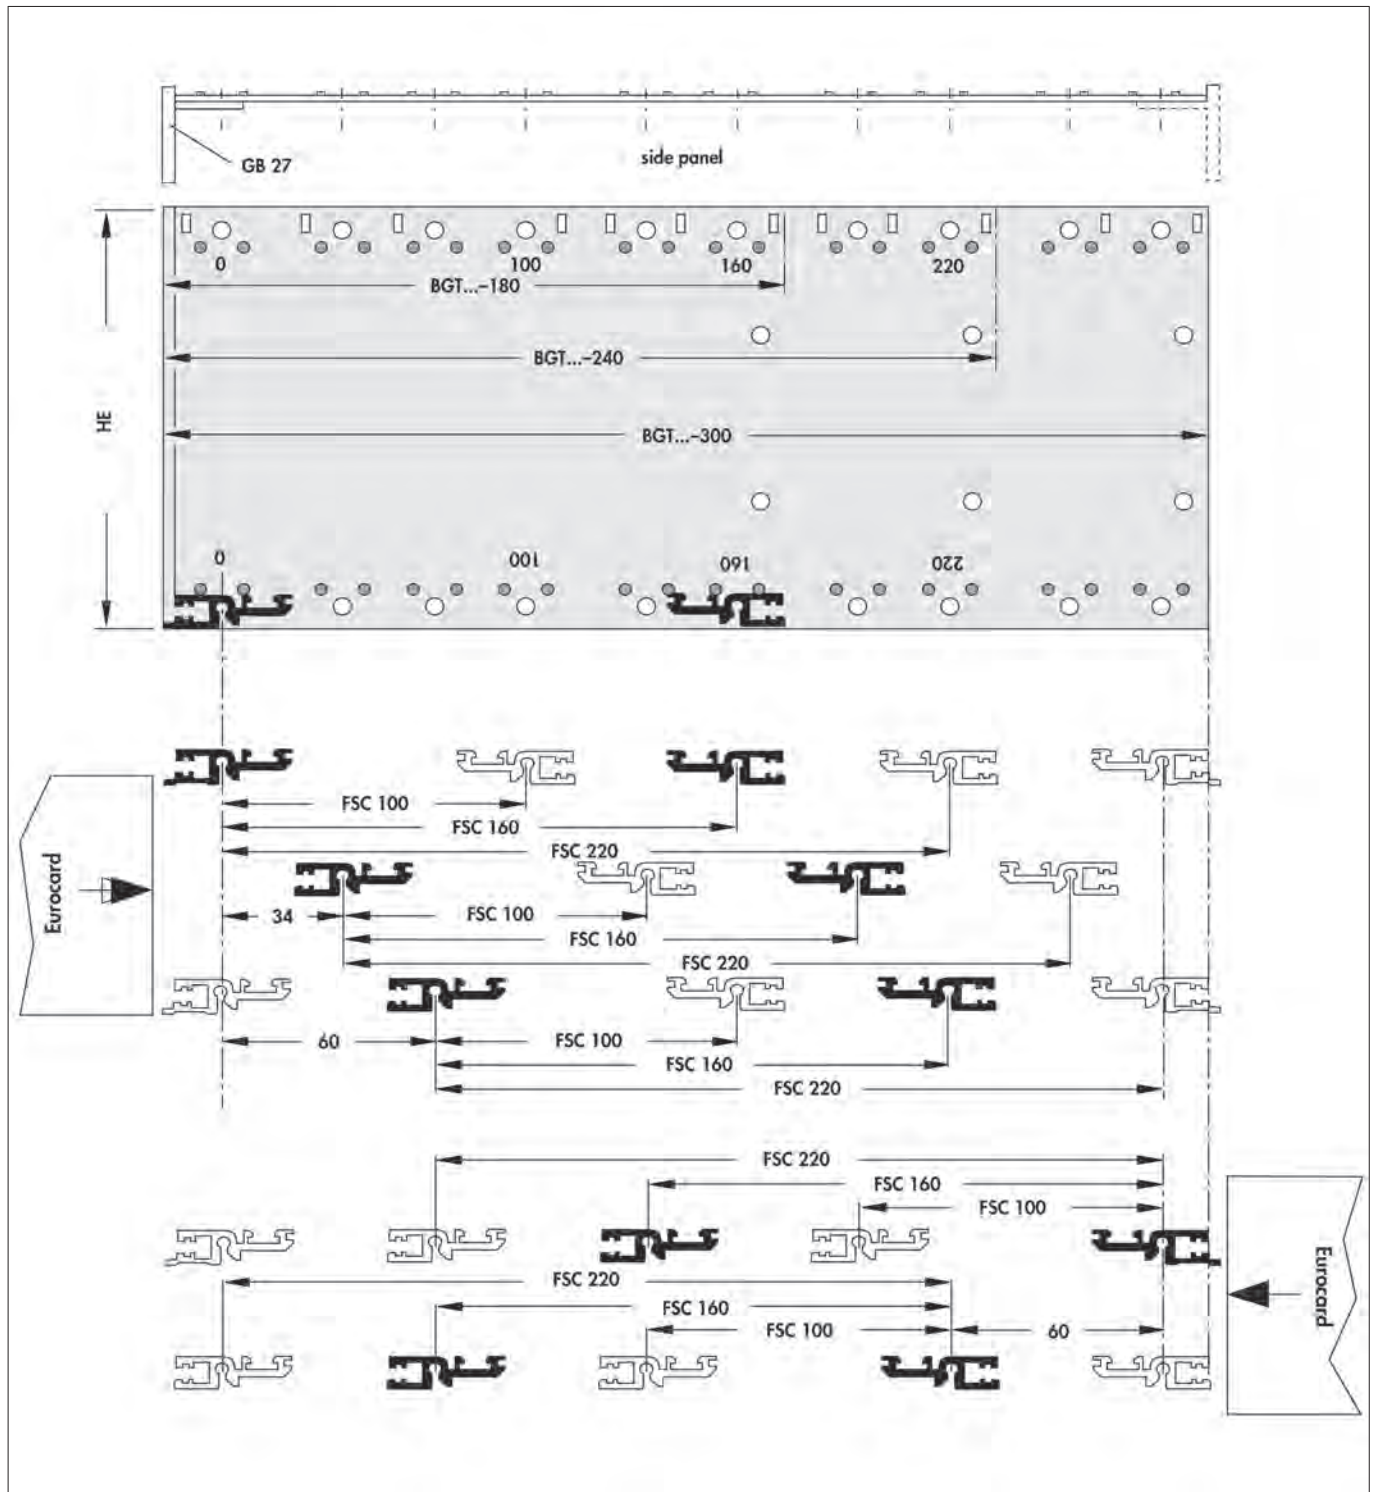 GB 27
side panel
0 100 160 220
BGT...–180
BGT...–240
HE
BGT...–300
0 100 160 220
FSC 100
FSC 160
FSC 220
Eurocard
34 FSC 100
FSC 160
FSC 220
60 FSC 100
FSC 160
FSC 220
FSC 220
FSC 160
FSC 100
Eurocard
FSC 220
FSC 160
FSC 100 60